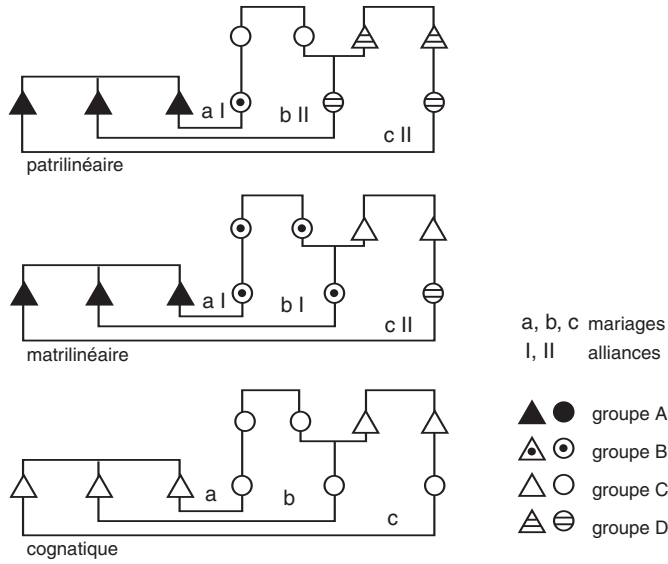 a I
b II
c II
patrilinéaire
a I
b I
c II
matrilinéaire
a
b
c
cognatique
a, b, c mariages
I, II alliances
groupe A
groupe B
groupe C
groupe D